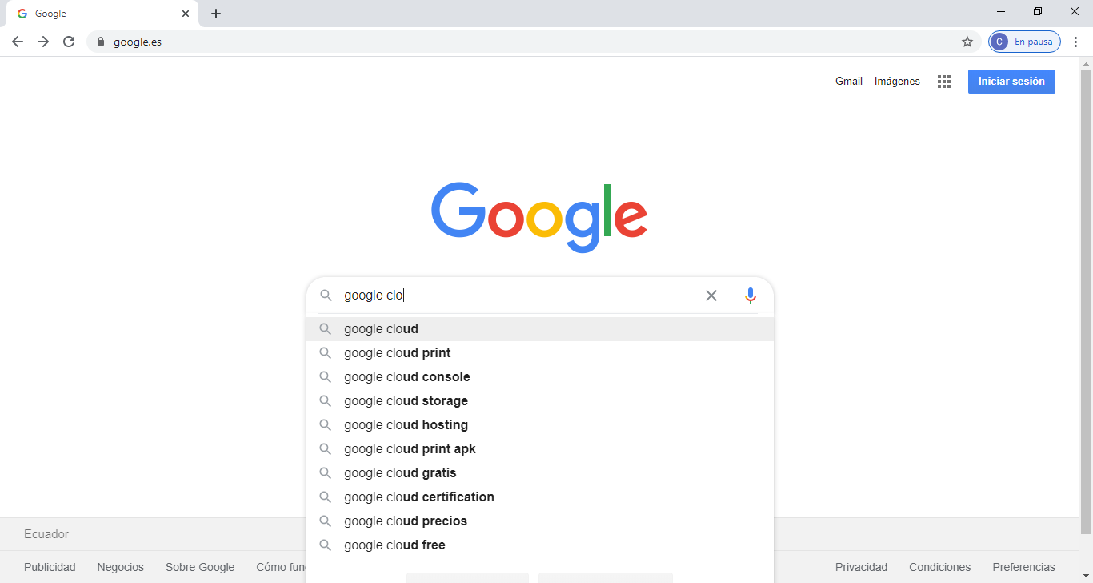 Google
google.es
C En pausa
Gmail Imágenes Iniciar sesión
Google
google clo
google cloud
google cloud print
google cloud console
google cloud storage
google cloud hosting
google cloud print apk
google cloud gratis
google cloud certification
google cloud precios
google cloud free
Ecuador
Publicidad Negocios Sobre Google Cómo fun Privacidad Condiciones Preferencias